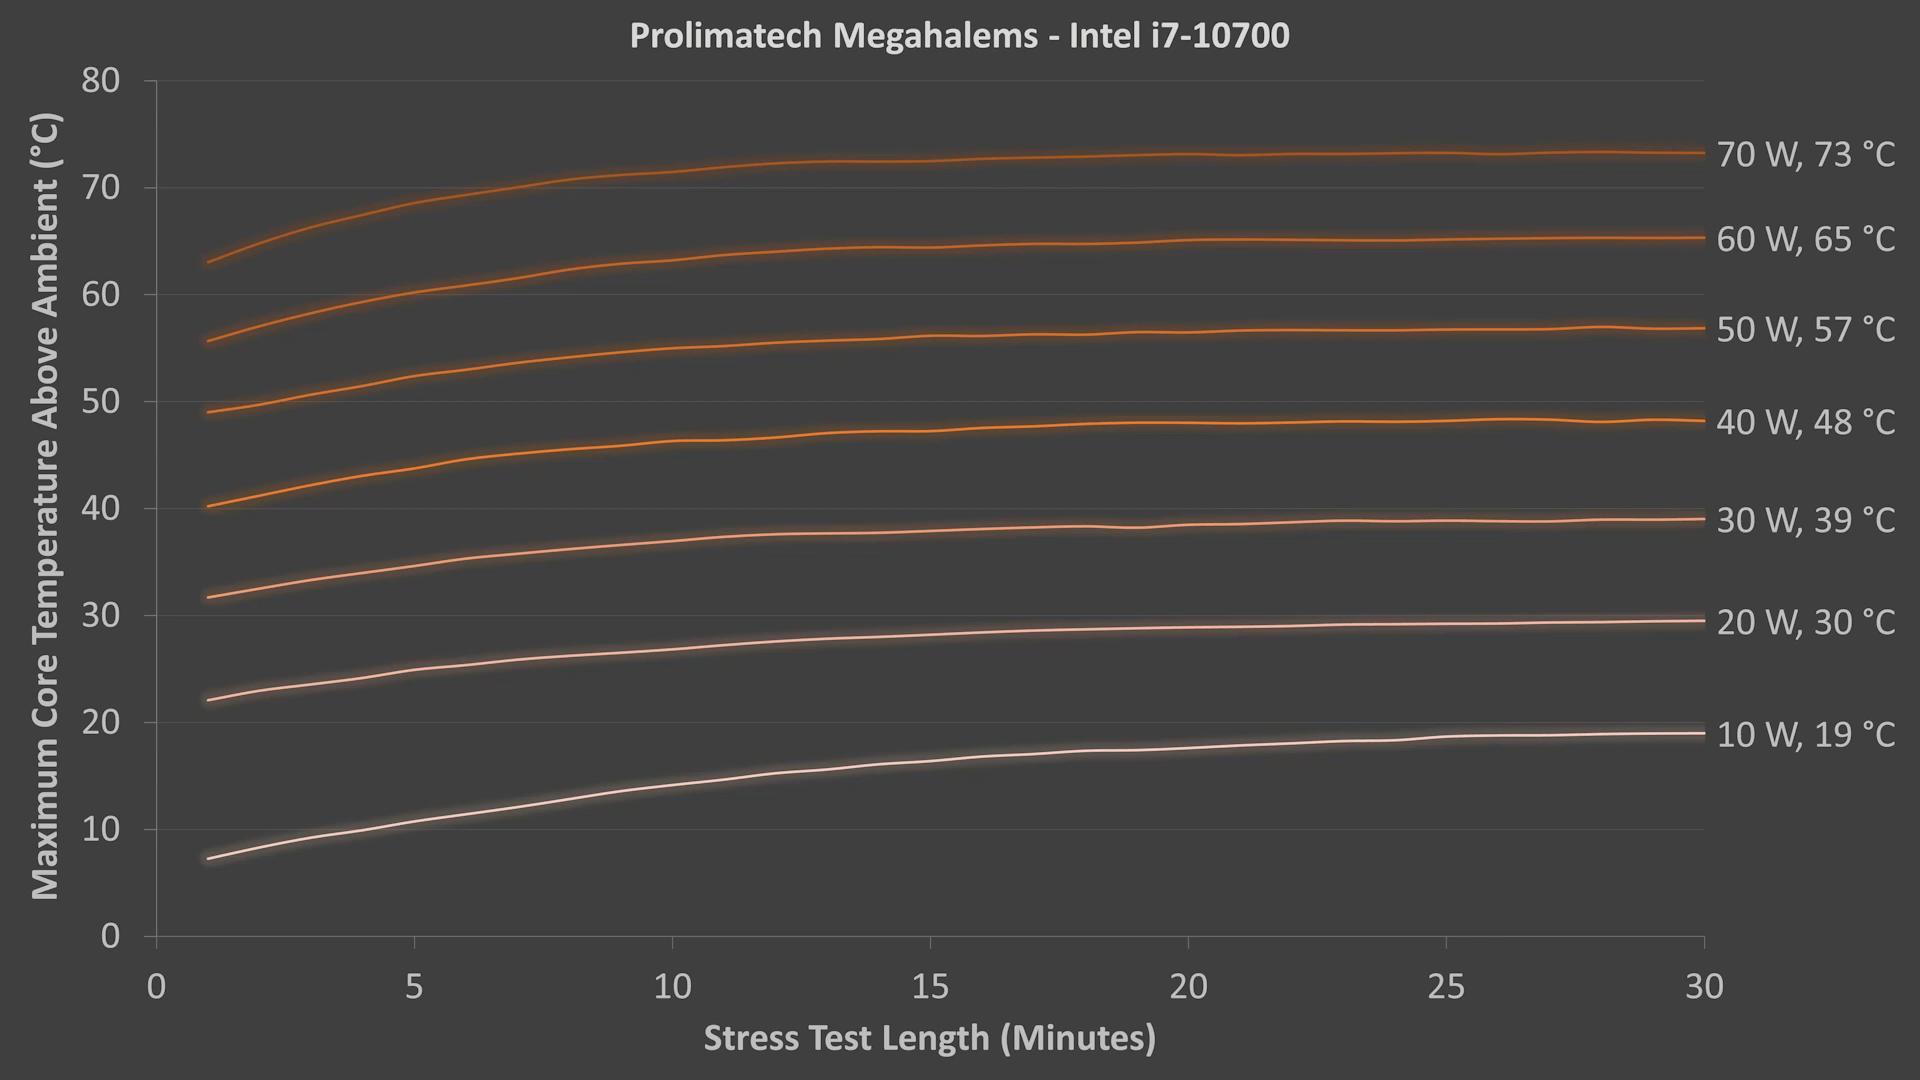 Prolimatech Megahalems - Intel i7-10700
Maximum Core Temperature Above Ambient (°C)
80
70
60
50
40
30
20
10
0
70 W, 73 °C
60 W, 65 °C
50 W, 57 °C
40 W, 48 °C
30 W, 39 °C
20 W, 30 °C
10 W, 19 °C
0 5 10 15 20 25 30
Stress Test Length (Minutes)